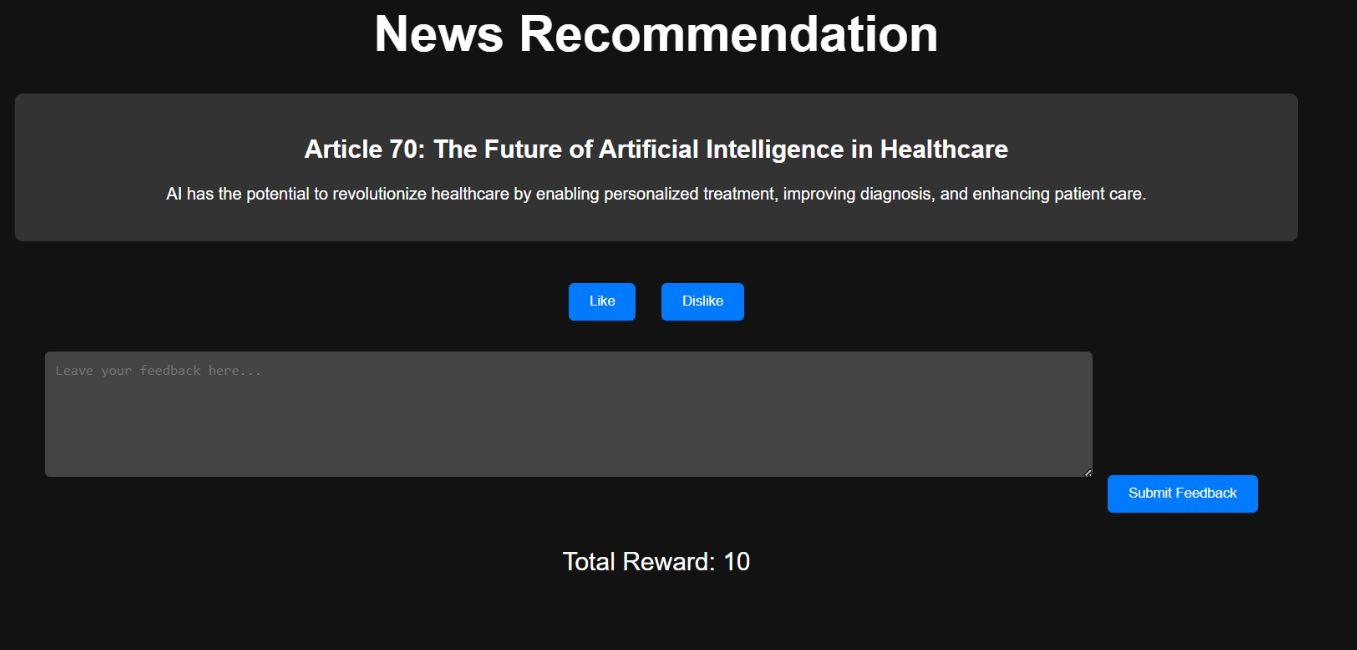 News Recommendation
Article 70: The Future of Artificial Intelligence in Healthcare
AI has the potential to revolutionize healthcare by enabling personalized treatment, improving diagnosis, and enhancing patient care.
Like Dislike
Leave your feedback here...
Submit Feedback
Total Reward: 10